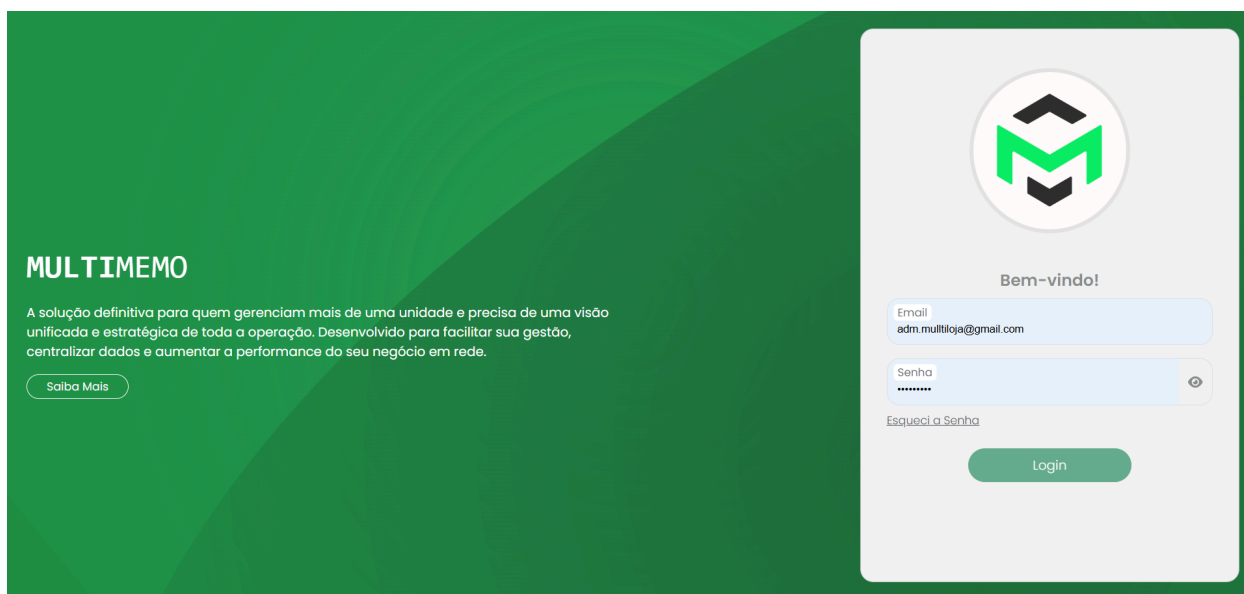 MULTIMEMO
A solução definitiva para quem gerenciam mais de uma unidade e precisa de uma visão
unificada e estratégica de toda a operação. Desenvolvido para facilitar sua gestão,
centralizar dados e aumentar a performance do seu negócio em rede.
Saiba Mais
Bem-vindo!
Email
adm.mulltiloja@gmail.com
Senha
•••••••••
Esqueci a Senha
Login